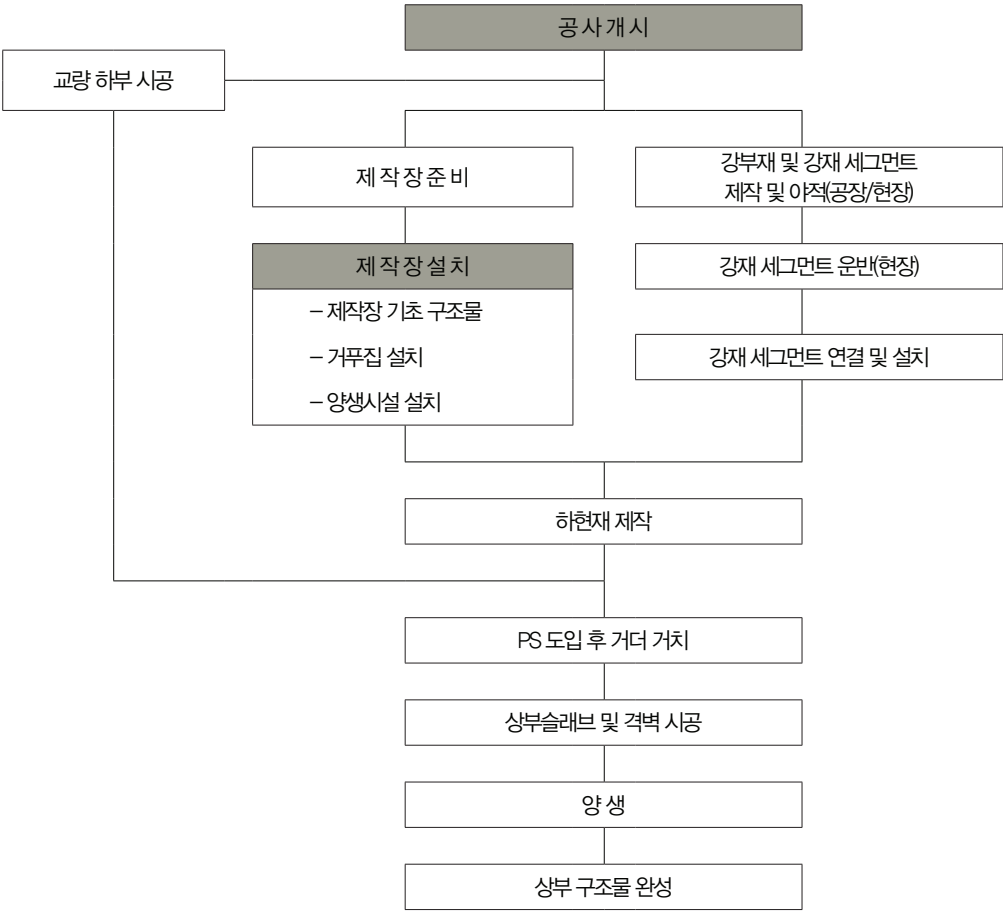 공사개시
교량 하부 시공
제작장준비
강부재 및 강재 세그먼트
제작 및 야적(공장/현장)
제작장설치
– 제작장 기초 구조물
– 거푸집 설치
– 양생시설 설치
강재 세그먼트 운반(현장)
강재 세그먼트 연결 및 설치
하현재 제작
PS 도입 후 거더 거치
상부슬래브 및 격벽 시공
양 생
상부 구조물 완성